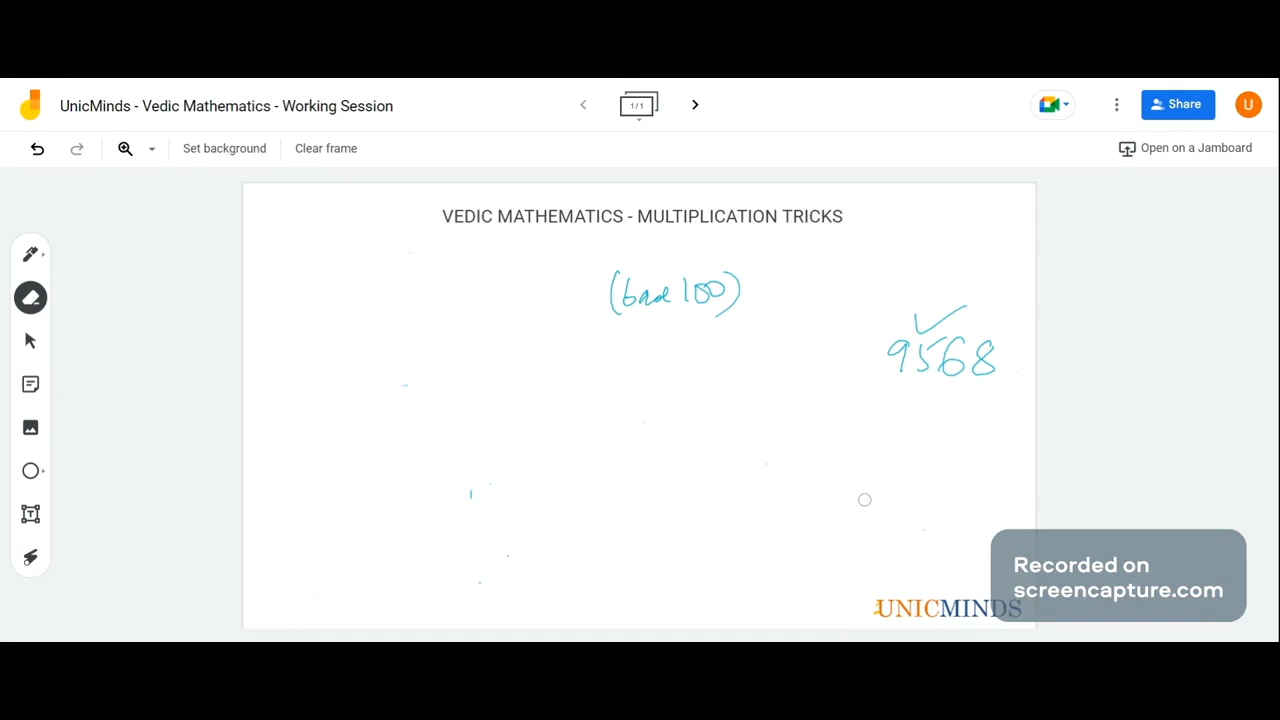 UnicMinds - Vedic Mathematics - Working Session
1/1
Share
U
Set background
Clear frame
Open on a Jamboard
VEDIC MATHEMATICS - MULTIPLICATION TRICKS
(base 100)
9568
T
Recorded on
screencapture.com
UNICMINDS